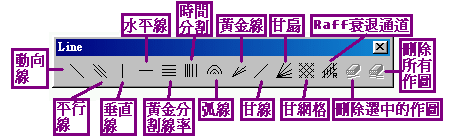 水平線
時間
分割
黃金線
甘扇
Raff衰退通道
Line
動向
線
刪除
所有
作圖
平行
線
垂直
線
黃金分
割線率
弧線
甘線
甘網格
刪除選中的作圖